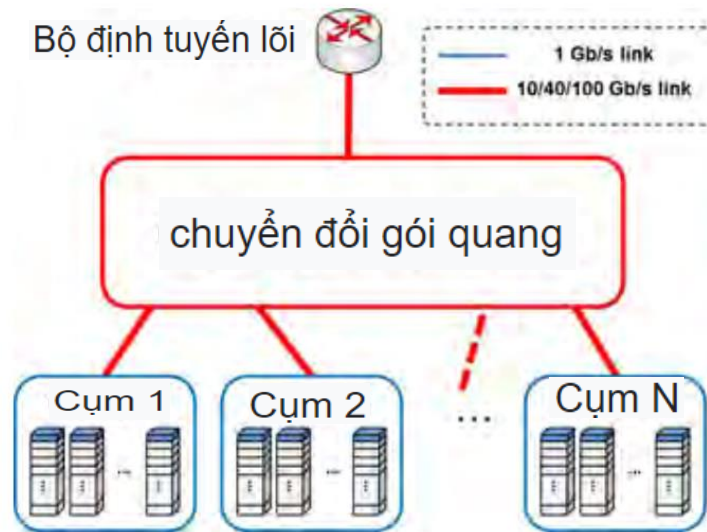 Bộ định tuyến lõi
1 Gb/s link
10/40/100 Gb/s link
chuyển đổi gói quang
Cụm 1
Cụm 2
...
Cụm N